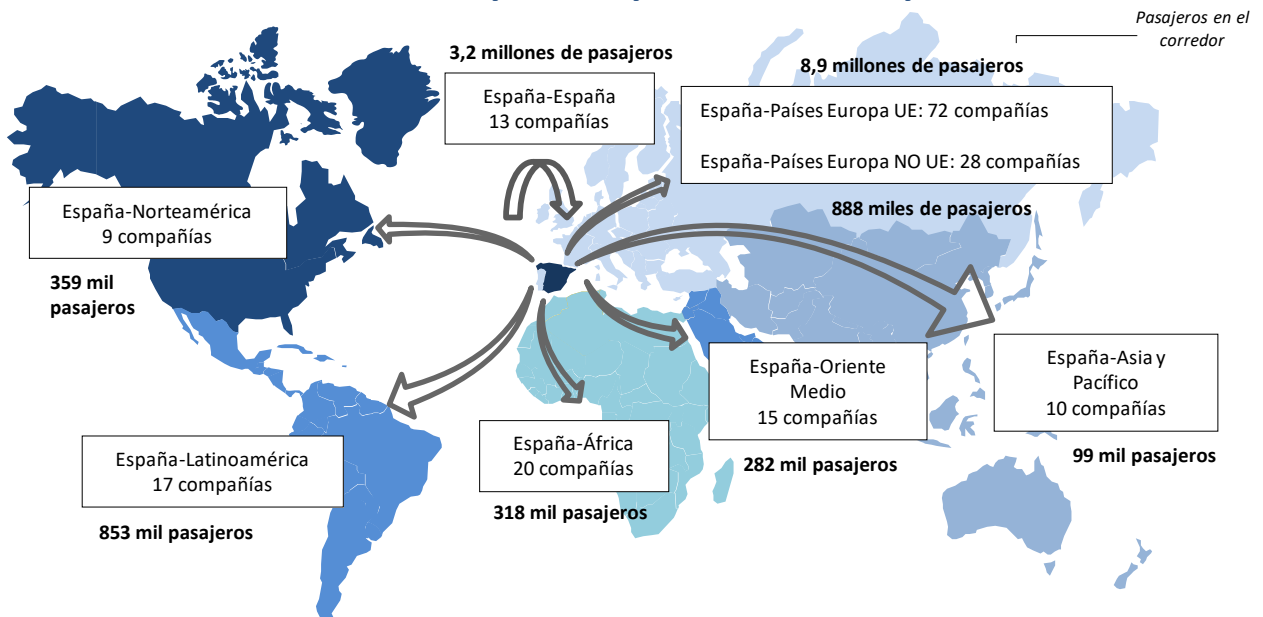 Pasajeros en el
corredor
3,2 millones de pasajeros
España-España
13 compañías
8,9 millones de pasajeros
España-Países Europa UE: 72 compañías
España-Países Europa NO UE: 28 compañías
888 miles de pasajeros
España-Norteamérica
9 compañías
359 mil
pasajeros
España-Latinoamérica
17 compañías
853 mil pasajeros
España-África
20 compañías
318 mil pasajeros
España-Oriente
Medio
15 compañías
282 mil pasajeros
España-Asia y
Pacífico
10 compañías
99 mil pasajeros